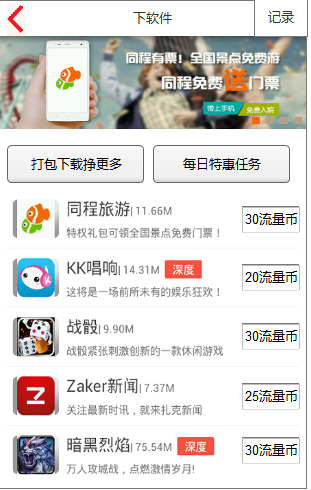 下软件
记录
同程有票！全国景点免费游
同程免费送门票
带上手机 免费入院
打包下载挣更多
每日特惠任务
同程旅游| 11.66M
特权礼包可领全国景点免费门票！
30流量币
KK唱响| 14.31M 深度
这将是一场前所未有的娱乐狂欢！
20流量币
战骰| 9.90M
战骰紧张刺激创新的一款休闲游戏
30流量币
Zaker新闻| 7.37M
关注最新时讯，就来扎克新闻
25流量币
暗黑烈焰| 75.54M 深度
万人攻城战，点燃激情岁月!
30流量币